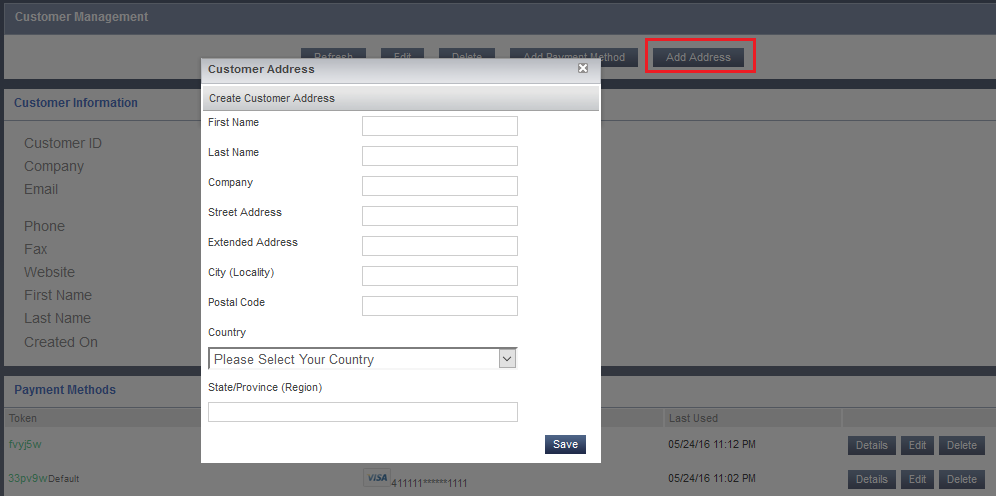 Customer Management
Refresh Edit Delete Add Payment Method Add Address
Customer Address
Create Customer Address
First Name
Last Name
Company
Street Address
Extended Address
City (Locality)
Postal Code
Country
Please Select Your Country
State/Province (Region)
Save
Customer Information
Customer ID
Company
Email
Phone
Fax
Website
First Name
Last Name
Created On
Payment Methods
Token Last Used
fvyj5w 05/24/16 11:12 PM Details Edit Delete
33pv9wDefault VISA 411111******1111 05/24/16 11:02 PM Details Edit Delete